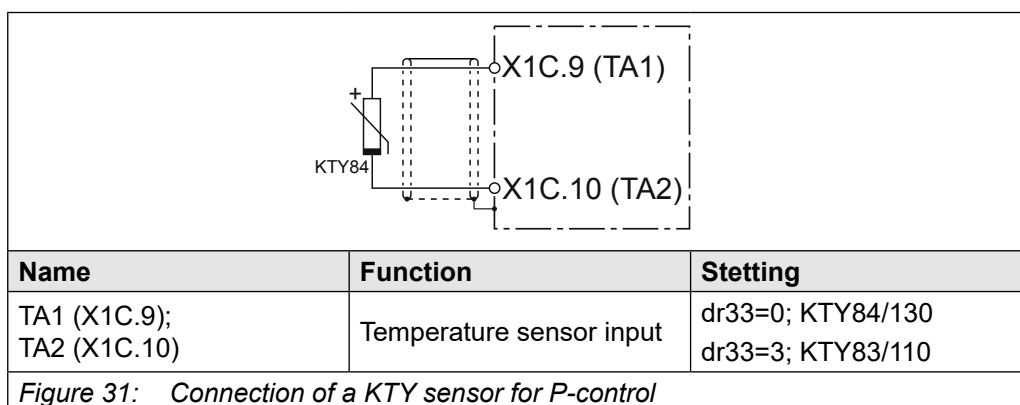 X1C.9 (TA1)
+
KTY84
X1C.10 (TA2)
Name Function Stetting
TA1 (X1C.9);
TA2 (X1C.10)
Temperature sensor input
dr33=0; KTY84/130
dr33=3; KTY83/110
Figure 31: Connection of a KTY sensor for P-control